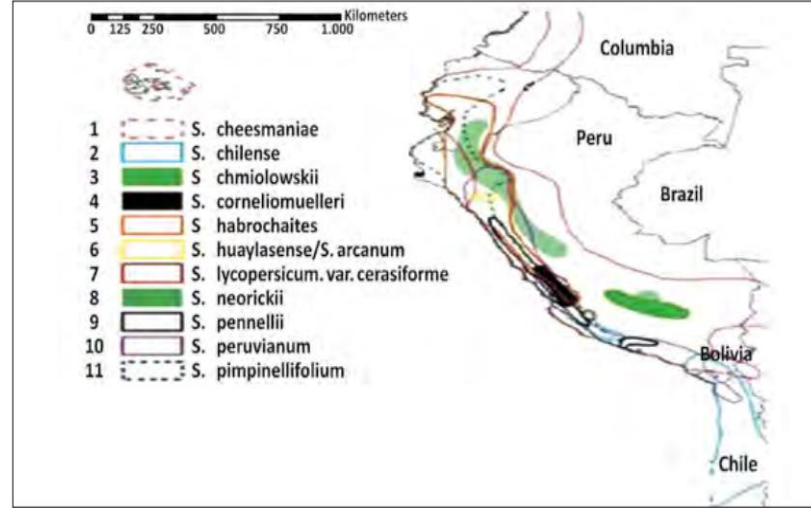 Kilometers
0 125 250 500 750 1.000
1 S. cheesmaniae
2 S. chilense
3 S. chmiolowskii
4 S. corneliomuelleri
5 S. habrochaites
6 S. huaylasense/S. arcanum
7 S. lycopersicum. var. cerasiforme
8 S. neorickii
9 S. pennellii
10 S. peruvianum
11 S. pimpinellifolium
Columbia
Peru
Brazil
Bolivia
Chile